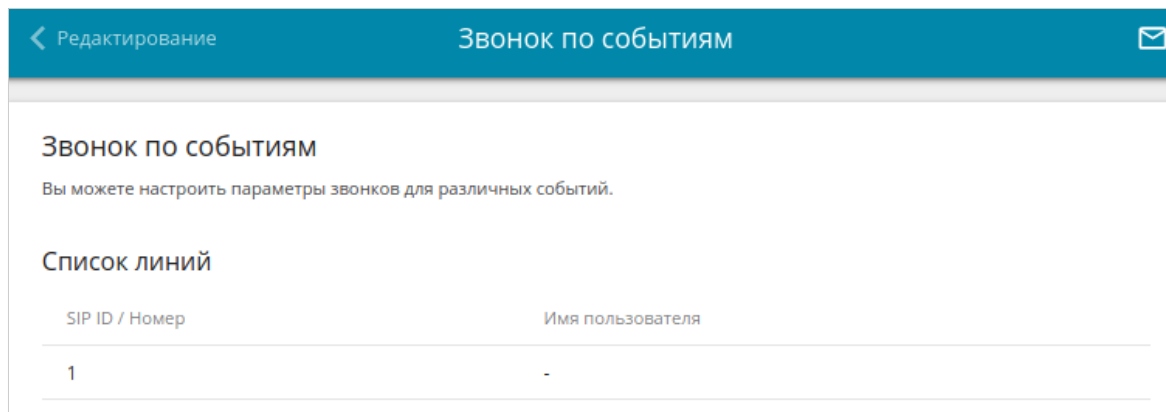 Редактирование Звонок по событиям
Звонок по событиям
Вы можете настроить параметры звонков для различных событий.
Список линий
SIP ID / Номер Имя пользователя
1 -